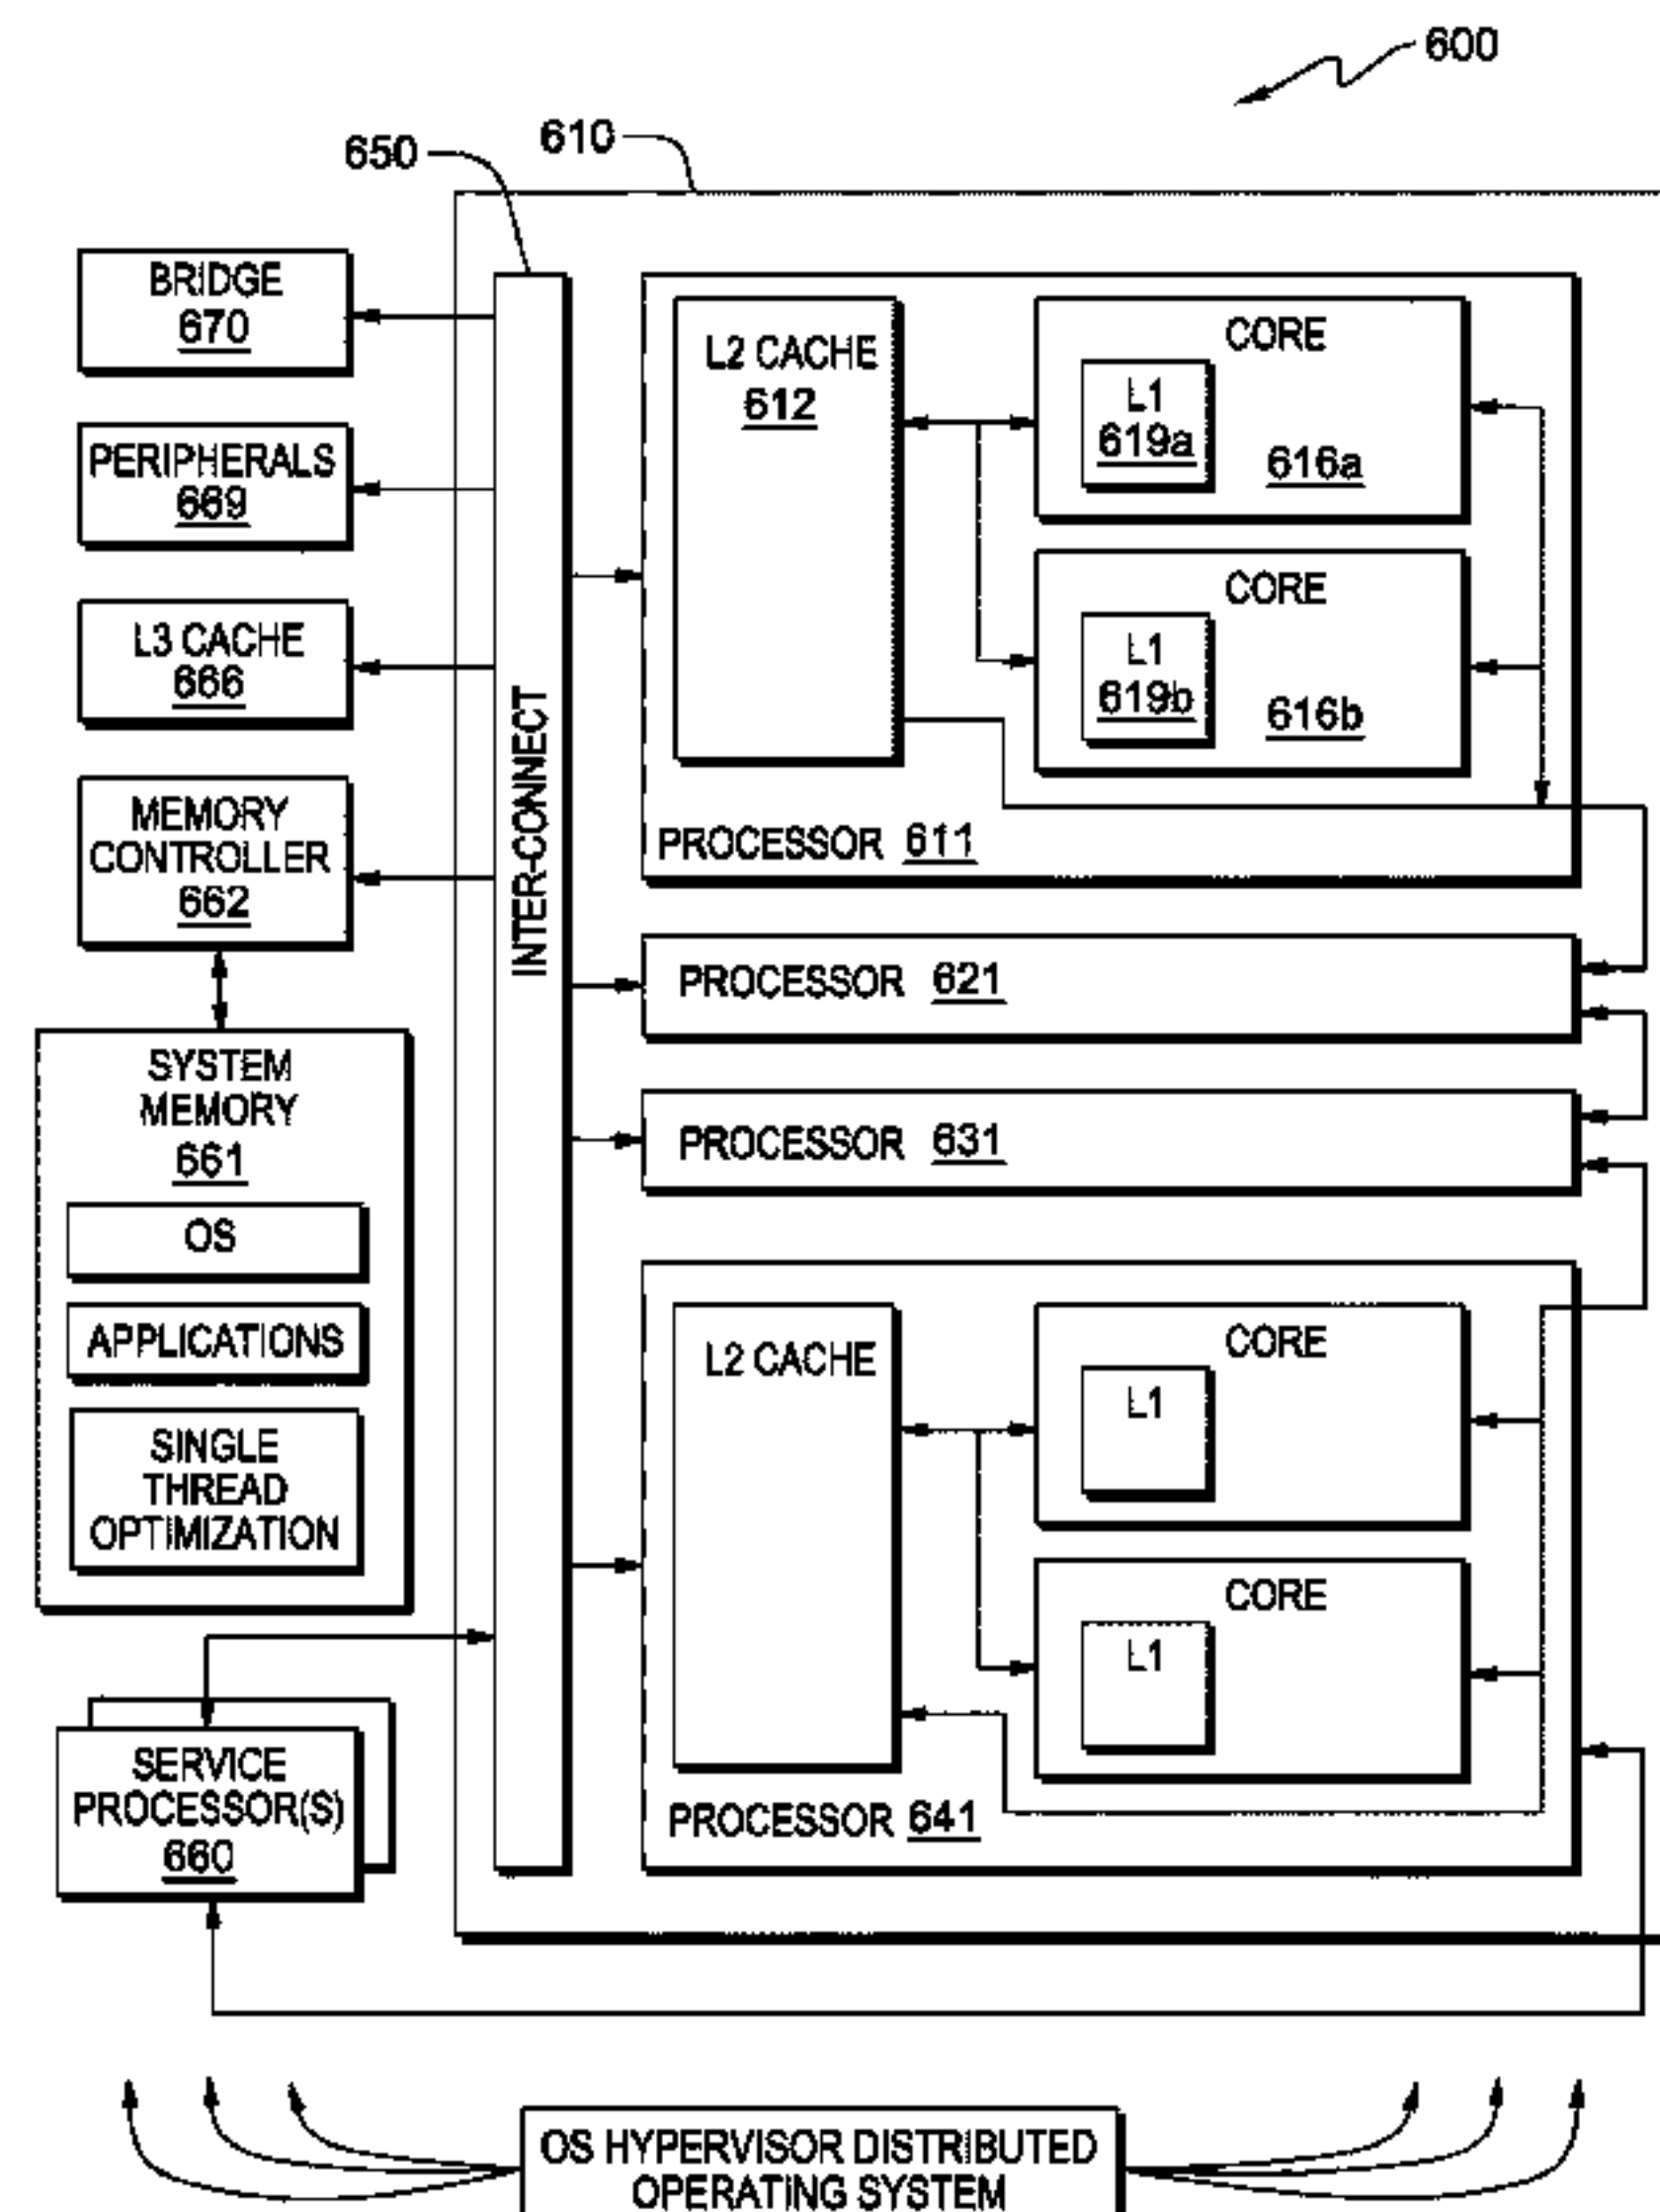 600
610
650
BRIDGE
670
PERIPHERALS
669
L3 CACHE
666
MEMORY
CONTROLLER
662
SYSTEM
MEMORY
661
OS
APPLICATIONS
SINGLE
THREAD
OPTIMIZATION
SERVICE
PROCESSOR(S)
660
INTER-CONNECT
L2 CACHE
612
CORE
L1
619a
616a
CORE
L1
619b
616b
PROCESSOR 611
PROCESSOR 621
PROCESSOR 631
L2 CACHE
CORE
L1
CORE
L1
PROCESSOR 641
OS HYPERVISOR DISTRIBUTED
OPERATING SYSTEM